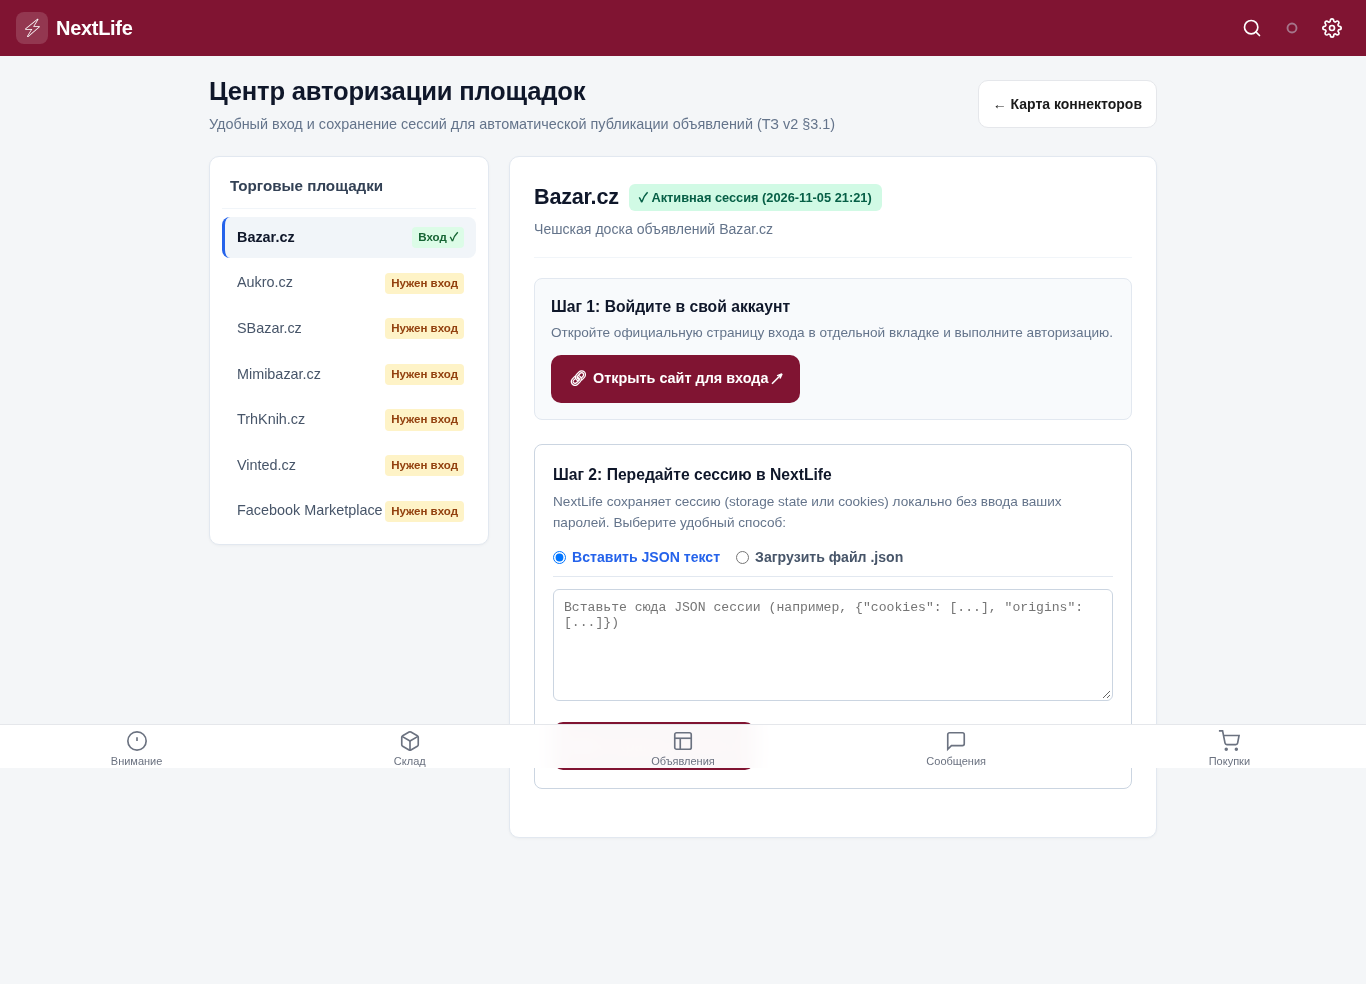 NextLife
Центр авторизации площадок
Удобный вход и сохранение сессий для автоматической публикации объявлений (ТЗ v2 §3.1)
← Карта коннекторов
Торговые площадки
Bazar.cz
Вход ✓
Aukro.cz
Нужен вход
SBazar.cz
Нужен вход
Mimibazar.cz
Нужен вход
TrhKnih.cz
Нужен вход
Vinted.cz
Нужен вход
Facebook Marketplace
Нужен вход
Bazar.cz
✓ Активная сессия (2026-11-05 21:21)
Чешская доска объявлений Bazar.cz
Шаг 1: Войдите в свой аккаунт
Откройте официальную страницу входа в отдельной вкладке и выполните авторизацию.
Открыть сайт для входа ↗
Шаг 2: Передайте сессию в NextLife
NextLife сохраняет сессию (storage state или cookies) локально без ввода ваших
паролей. Выберите удобный способ:
Вставить JSON текст
Загрузить файл .json
Вставьте сюда JSON сессии (например, {"cookies": [...], "origins":
[...]})
Внимание
Склад
Объявления
Сообщения
Покупки